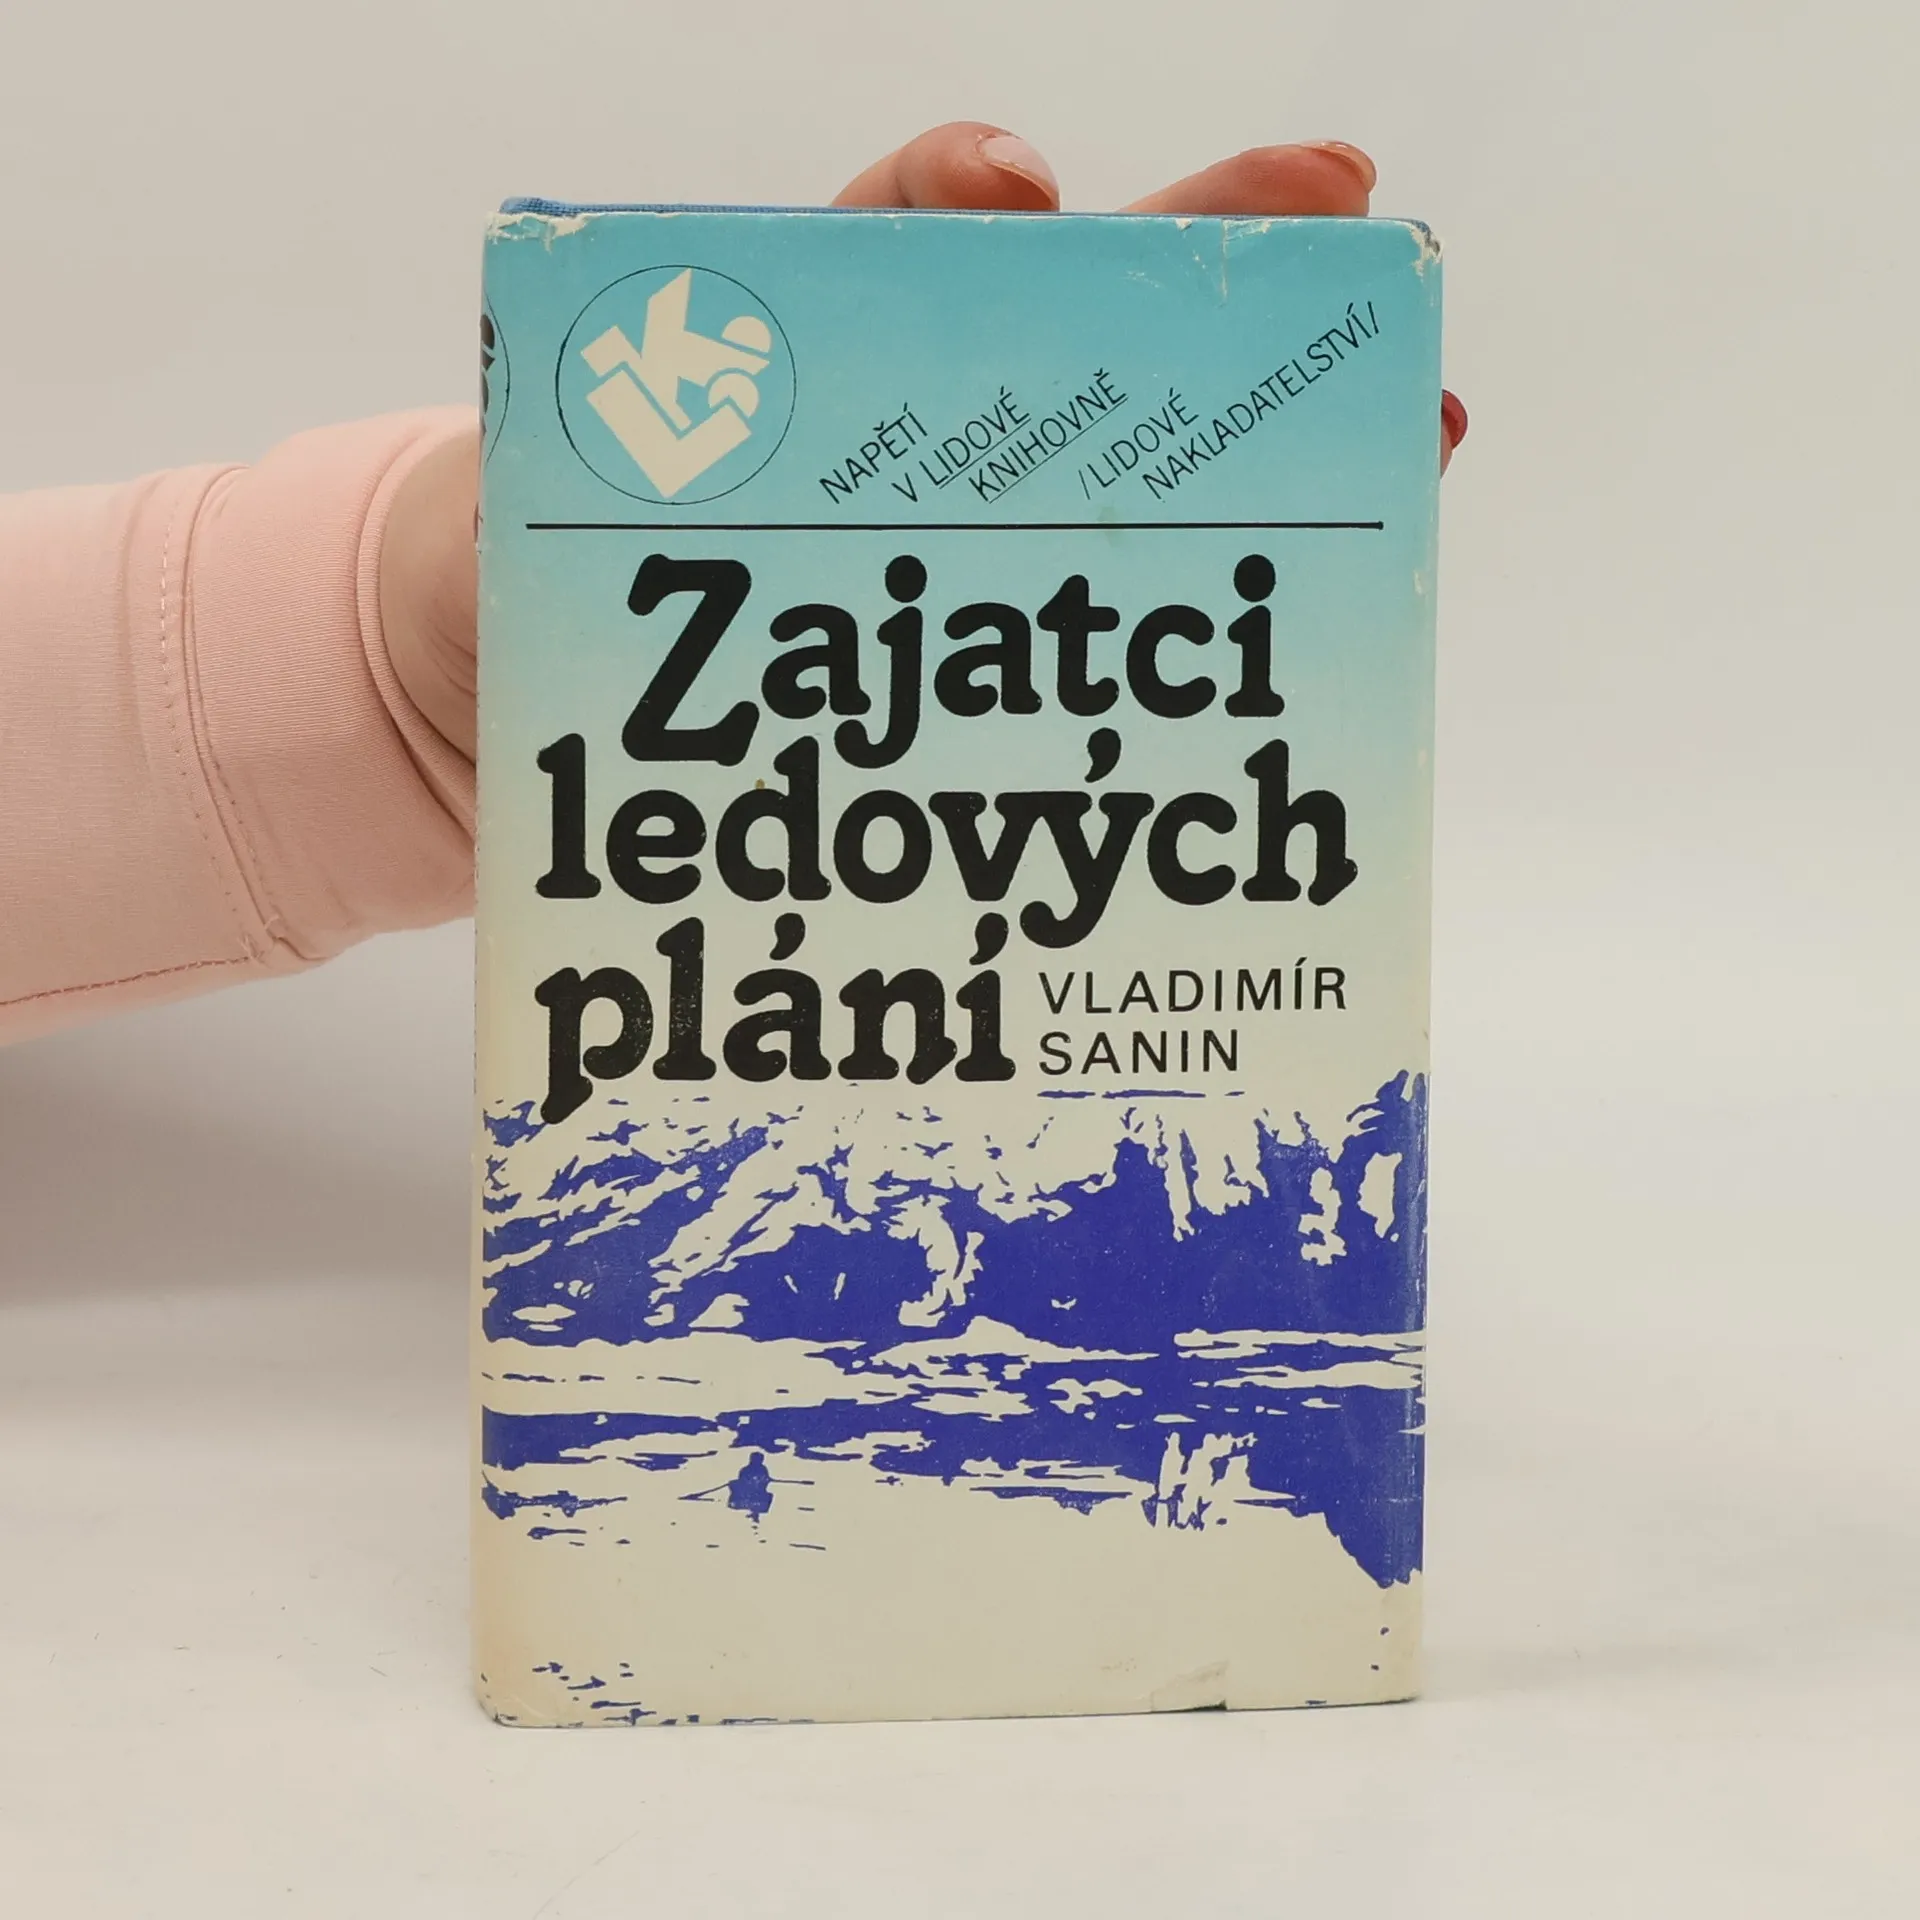 NAPĚTÍ
V LIDOVÉ
KNIHOVNĚ
/LIDOVÉ
NAKLADATELSTVÍ/
Zajatci
ledových
plání
VLADIMÍR
SANIN